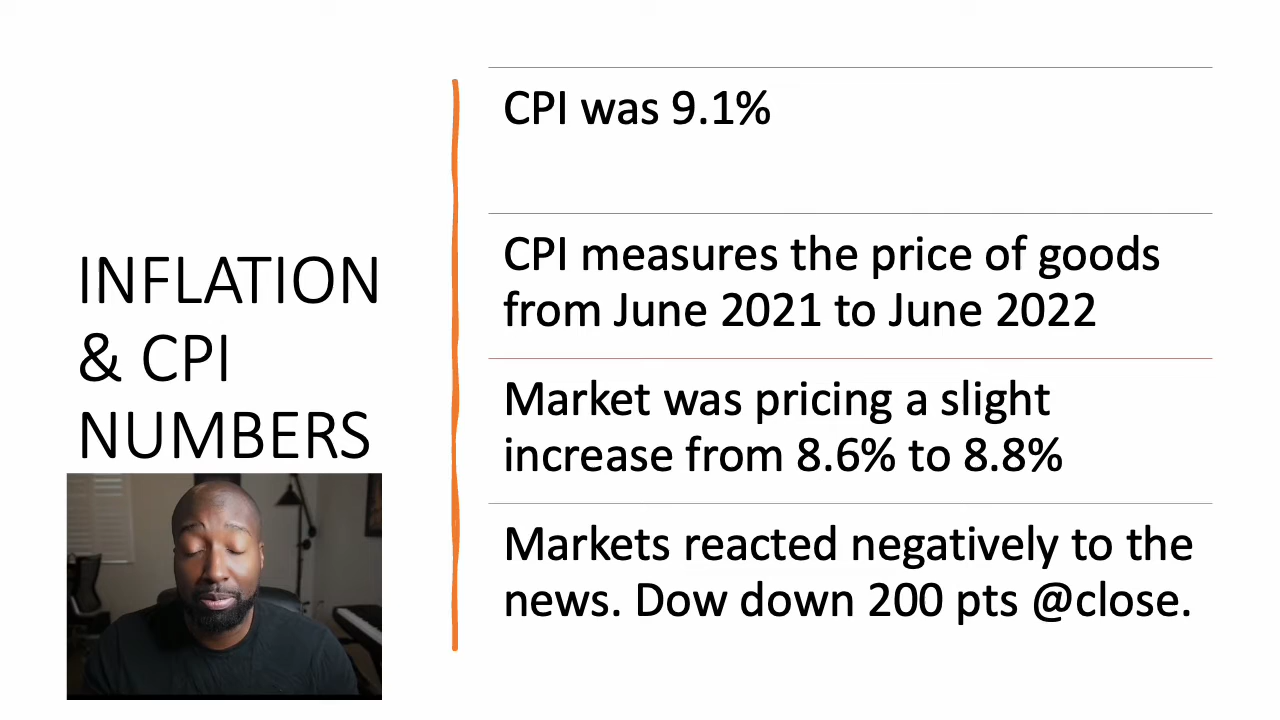 INFLATION
& CPI
NUMBERS
CPI was 9.1%
CPI measures the price of goods
from June 2021 to June 2022
Market was pricing a slight
increase from 8.6% to 8.8%
Markets reacted negatively to the
news. Dow down 200 pts @close.